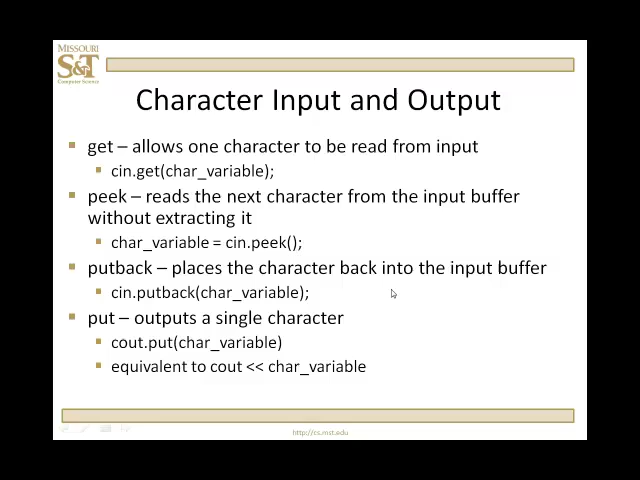 MISSOURI
S&T
Computer Science
Character Input and Output
get – allows one character to be read from input
cin.get(char_variable);
peek – reads the next character from the input buffer
without extracting it
char_variable = cin.peek();
putback – places the character back into the input buffer
cin.putback(char_variable);
put – outputs a single character
cout.put(char_variable)
equivalent to cout << char_variable
http://cs.mst.edu